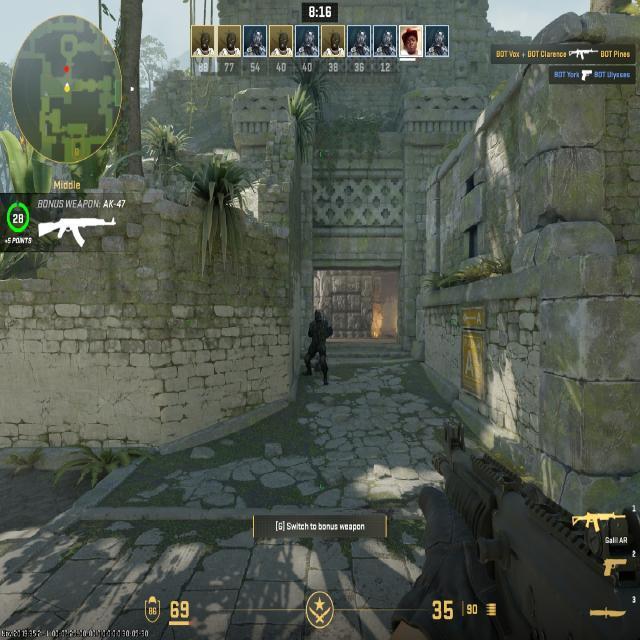 8:16
88 77 54 40 40 38 36 12
BOT Vox + BOT Clarence BOT Pines
BOT York BOT Ulysses
Middle
BONUS WEAPON: AK-47
28
+5 POINTS
[G] Switch to bonus weapon
1
Galil AR
2
3
86 69
35 | 90